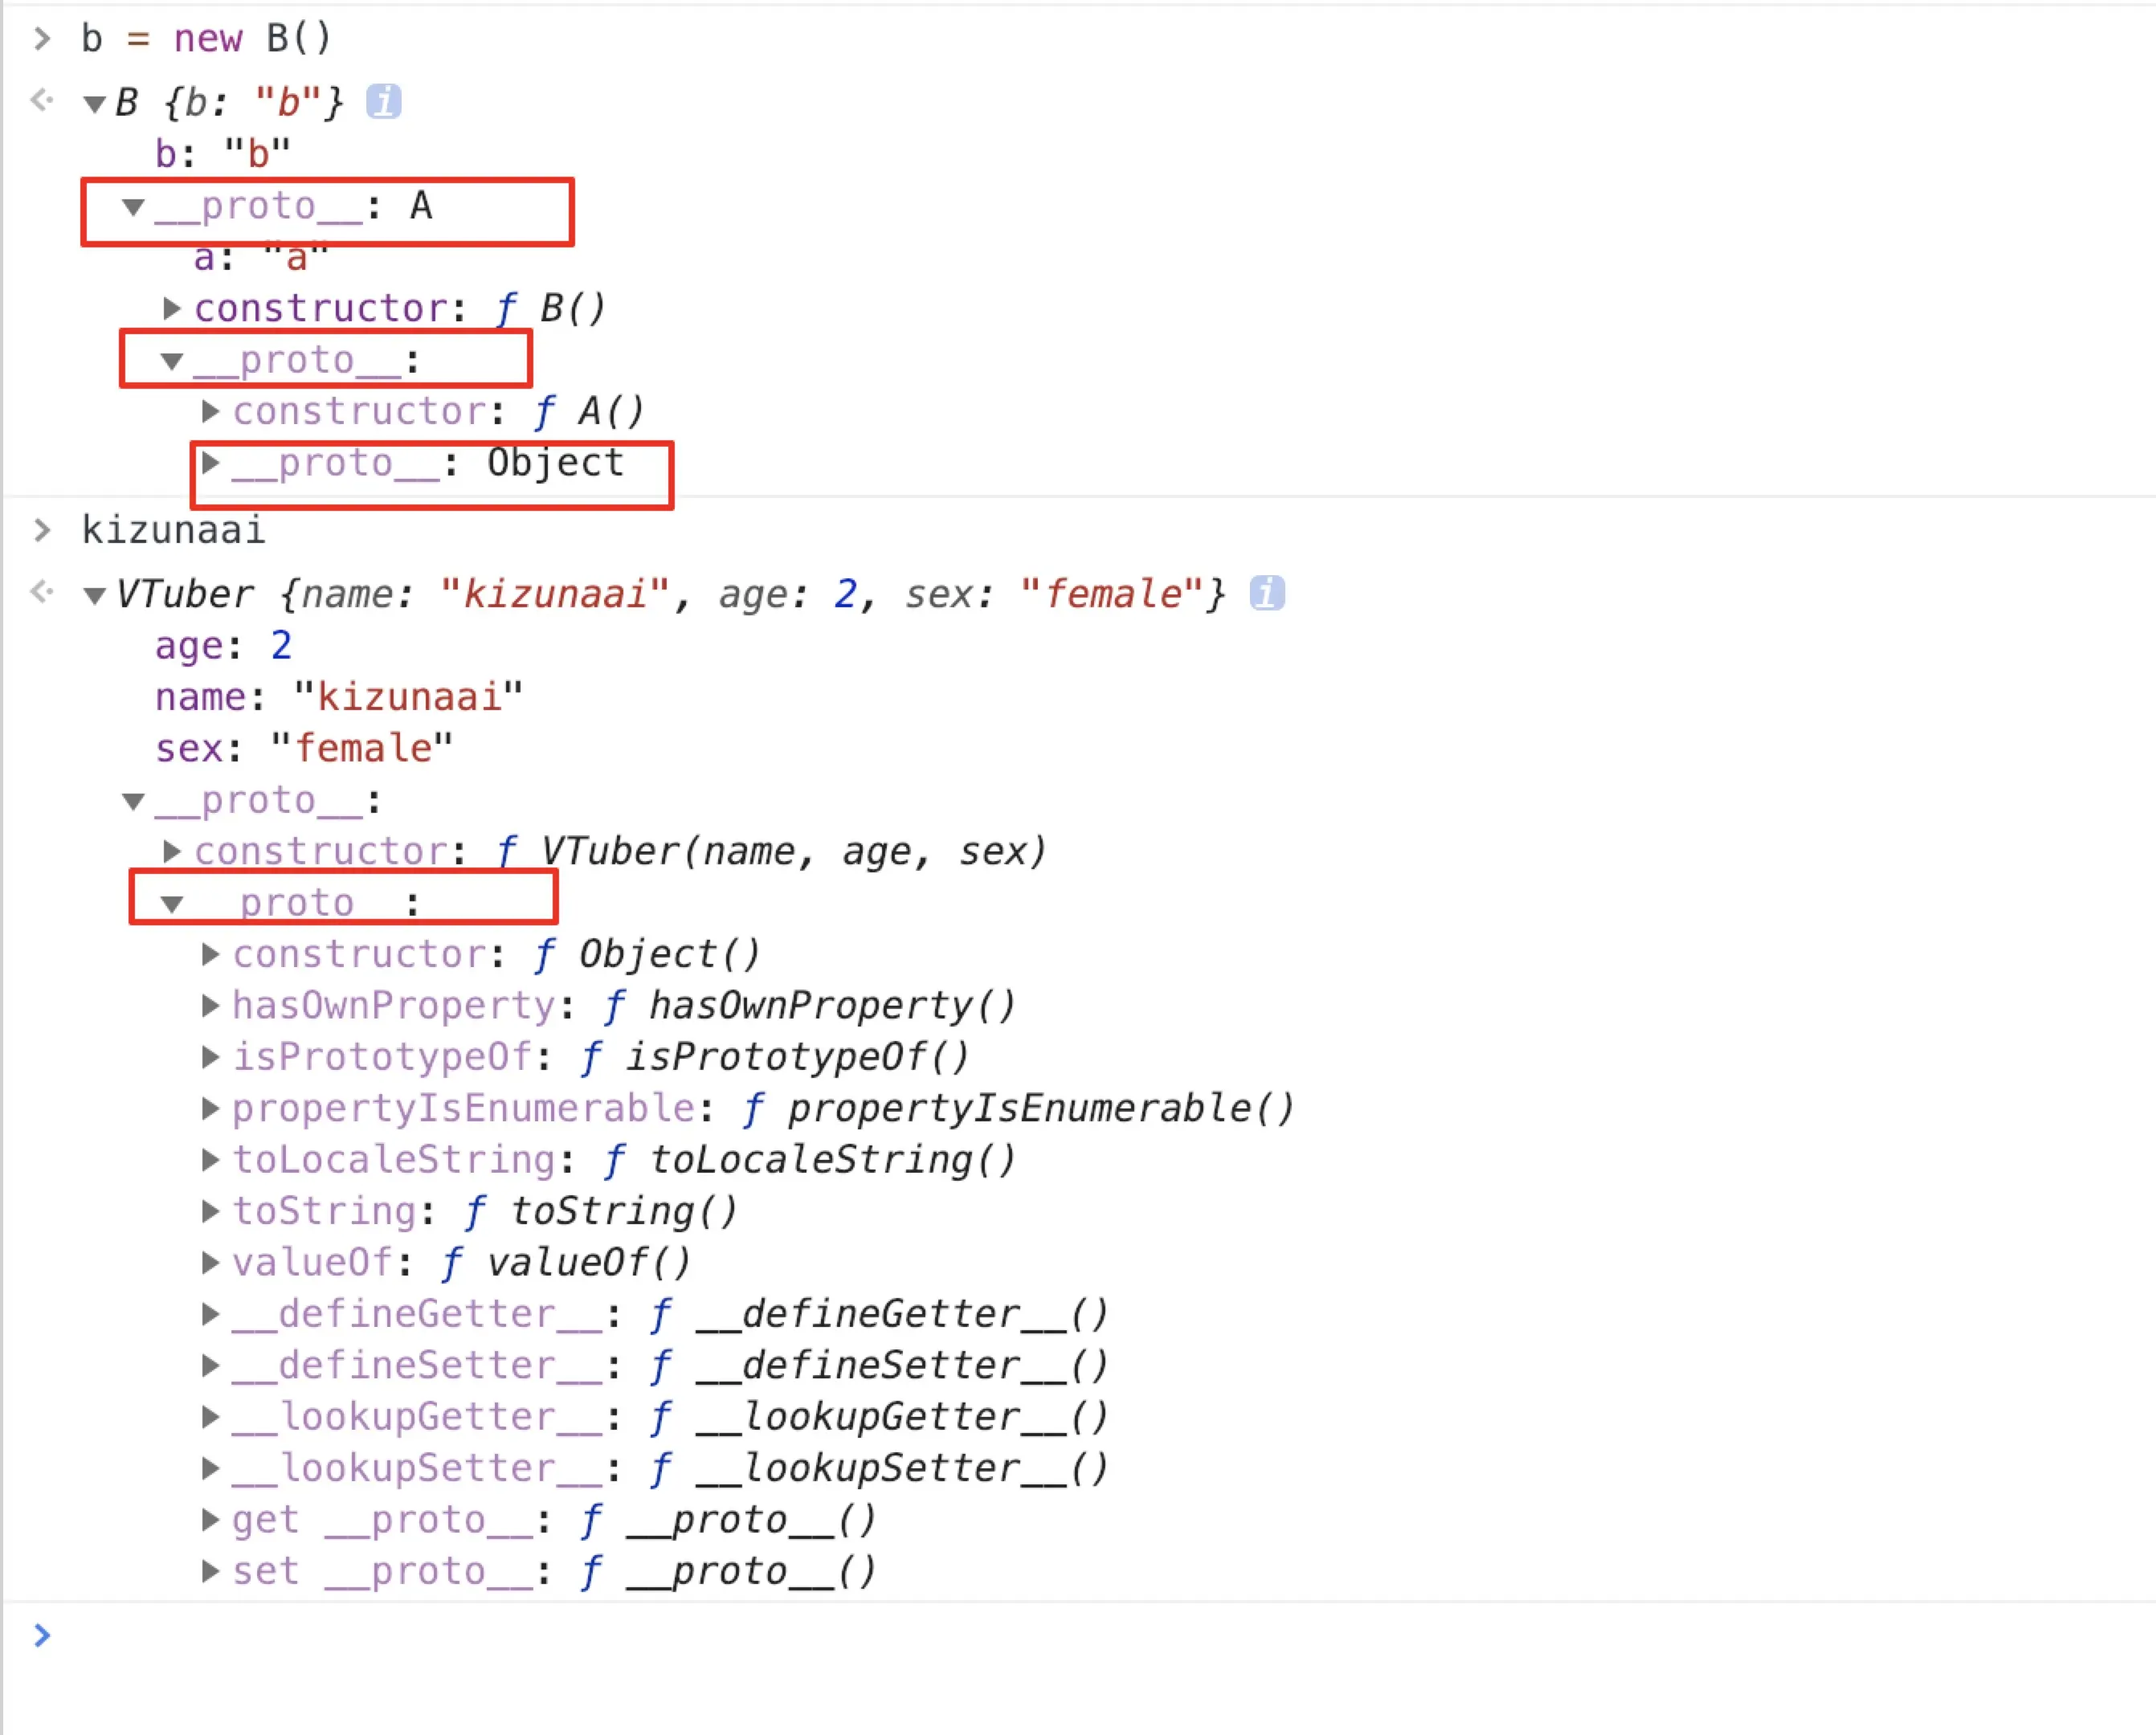 > b = new B()
<· ▼B {b: "b"} i
b: "b"
▼__proto__: A
a: "a"
▶constructor: ƒ B()
▼__proto__:
▶constructor: ƒ A()
▶__proto__: Object
> kizunaai
<· ▼VTuber {name: "kizunaai", age: 2, sex: "female"} i
age: 2
name: "kizunaai"
sex: "female"
▼__proto__:
▶constructor: ƒ VTuber(name, age, sex)
▼__proto__:
▶constructor: ƒ Object()
▶hasOwnProperty: ƒ hasOwnProperty()
▶isPrototypeOf: ƒ isPrototypeOf()
▶propertyIsEnumerable: ƒ propertyIsEnumerable()
▶toLocaleString: ƒ toLocaleString()
▶toString: ƒ toString()
▶valueOf: ƒ valueOf()
▶__defineGetter__: ƒ __defineGetter__()
▶__defineSetter__: ƒ __defineSetter__()
▶__lookupGetter__: ƒ __lookupGetter__()
▶__lookupSetter__: ƒ __lookupSetter__()
▶get __proto__: ƒ __proto__()
▶set __proto__: ƒ __proto__()
>